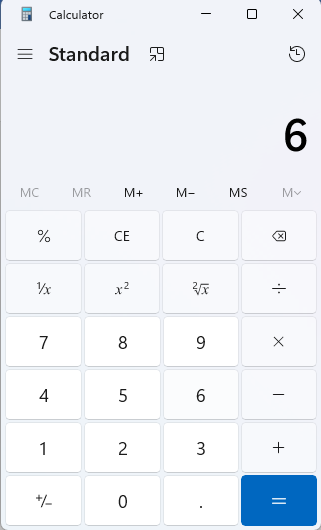 Calculator
Standard
6
MC MR M+ M− MS M
% CE C
¹/x x² ²√x ÷
7 8 9 ×
4 5 6 −
1 2 3 +
+/− 0 . =